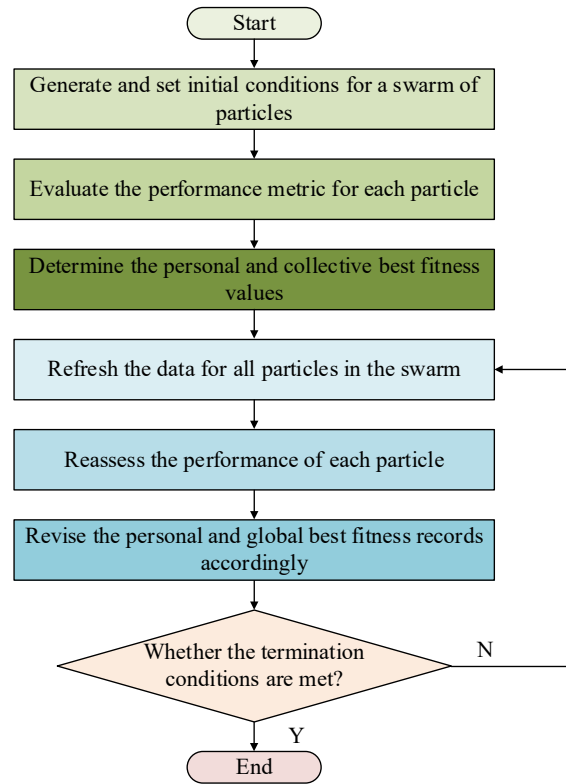 Start
Generate and set initial conditions for a swarm of
particles
Evaluate the performance metric for each particle
Determine the personal and collective best fitness
values
Refresh the data for all particles in the swarm
Reassess the performance of each particle
Revise the personal and global best fitness records
accordingly
Whether the termination
conditions are met?
N
Y
End